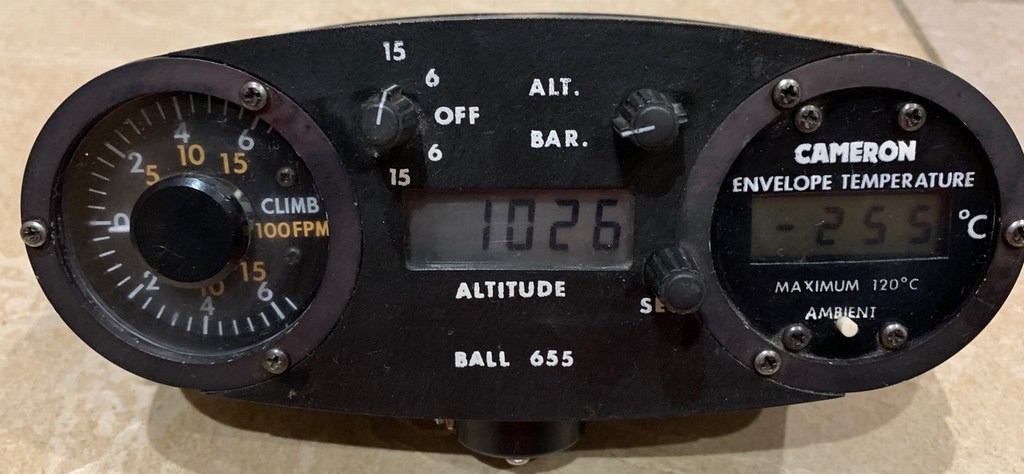 4
6
2
10
15
5
CLIMB
100FPM
15
2
10
6
4
15
6
OFF
6
15
ALT.
BAR.
1026
ALTITUDE
SE
BALL 655
CAMERON
ENVELOPE TEMPERATURE
-255
°C
MAXIMUM 120°C
AMBIENT